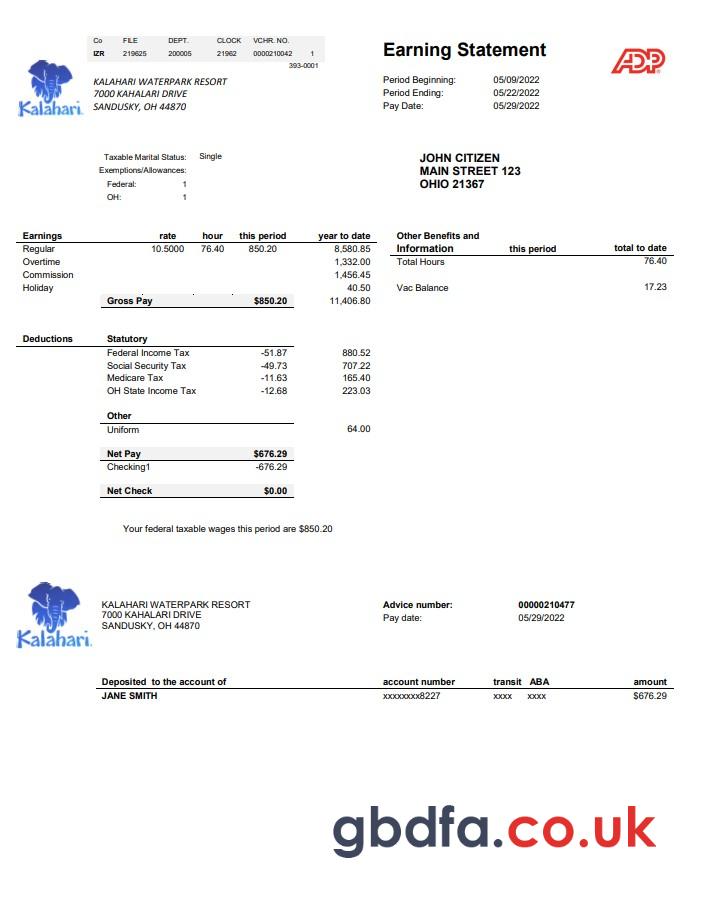 Co FILE DEPT. CLOCK VCHR. NO.
IZR 219625 200005 21962 0000210042 1
393-0001
Kalahari.
KALAHARI WATERPARK RESORT
7000 KAHALARI DRIVE
SANDUSKY, OH 44870
Earning Statement
Period Beginning: 05/09/2022
Period Ending: 05/22/2022
Pay Date: 05/29/2022
ADP
Taxable Marital Status: Single
Exemptions/Allowances:
Federal: 1
OH: 1
JOHN CITIZEN
MAIN STREET 123
OHIO 21367
Earnings rate hour this period year to date
Regular 10.5000 76.40 850.20 8,580.85
Overtime 1,332.00
Commission 1,456.45
Holiday 40.50
Gross Pay $850.20 11,406.80
Other Benefits and
Information this period total to date
Total Hours 76.40
Vac Balance 17.23
Deductions Statutory
Federal Income Tax -51.87 880.52
Social Security Tax -49.73 707.22
Medicare Tax -11.63 165.40
OH State Income Tax -12.68 223.03
Other
Uniform 64.00
Net Pay $676.29
Checking1 -676.29
Net Check $0.00
Your federal taxable wages this period are $850.20
Kalahari.
KALAHARI WATERPARK RESORT
7000 KAHALARI DRIVE
SANDUSKY, OH 44870
Advice number: 00000210477
Pay date: 05/29/2022
Deposited to the account of account number transit ABA amount
JANE SMITH xxxxxxxx8227 xxxx xxxx $676.29
gbdfa.co.uk